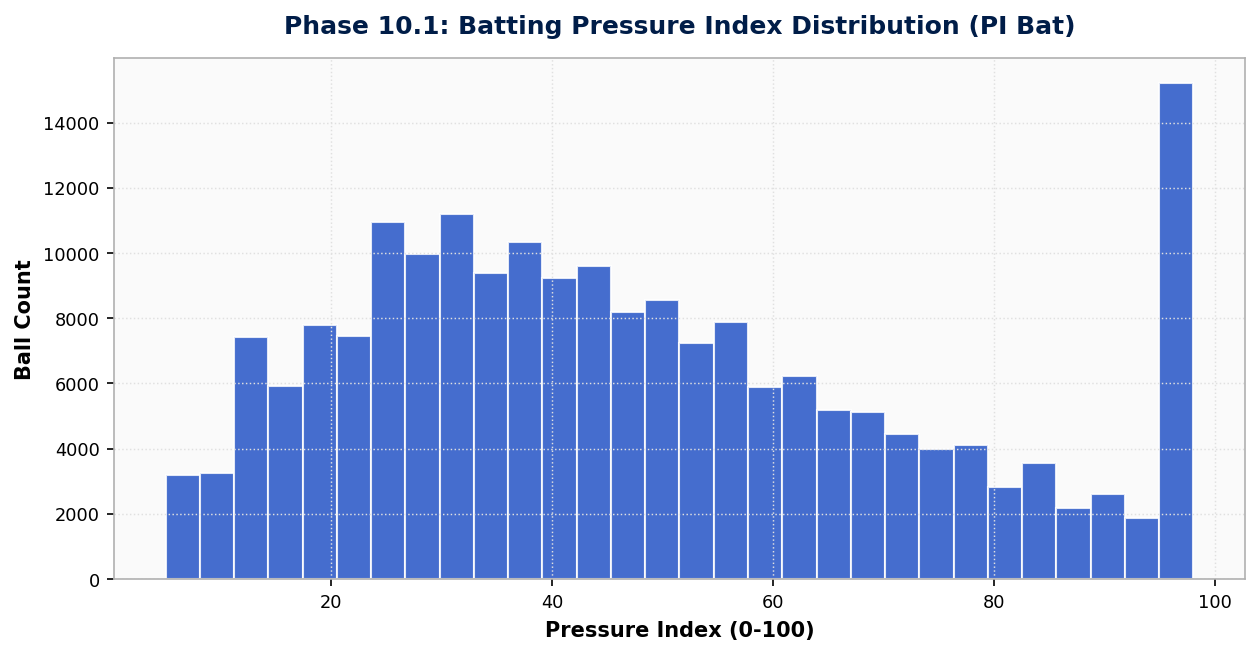 Phase 10.1: Batting Pressure Index Distribution (PI Bat)
Ball Count
14000
12000
10000
8000
6000
4000
2000
0
20 40 60 80 100
Pressure Index (0-100)